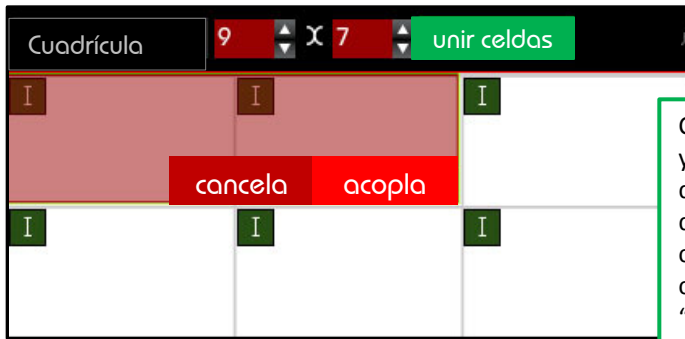 Cuadrícula 9 x 7 unir celdas
I I I
cancela acopla
I I I
y